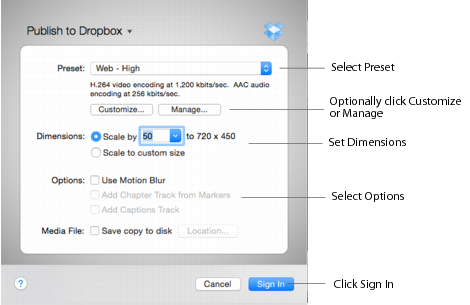 Publish to Dropbox
Preset: Web - High
Select Preset
H.264 video encoding at 1,200 kbits/sec. AAC audio
encoding at 256 kbits/sec.
Customize... Manage...
Optionally click Customize
or Manage
Dimensions: Scale by 50 to 720 x 450
Set Dimensions
Scale to custom size
Options: Use Motion Blur
Add Chapter Track from Markers
Select Options
Add Captions Track
Media File: Save copy to disk Location...
? Cancel Sign In
Click Sign In